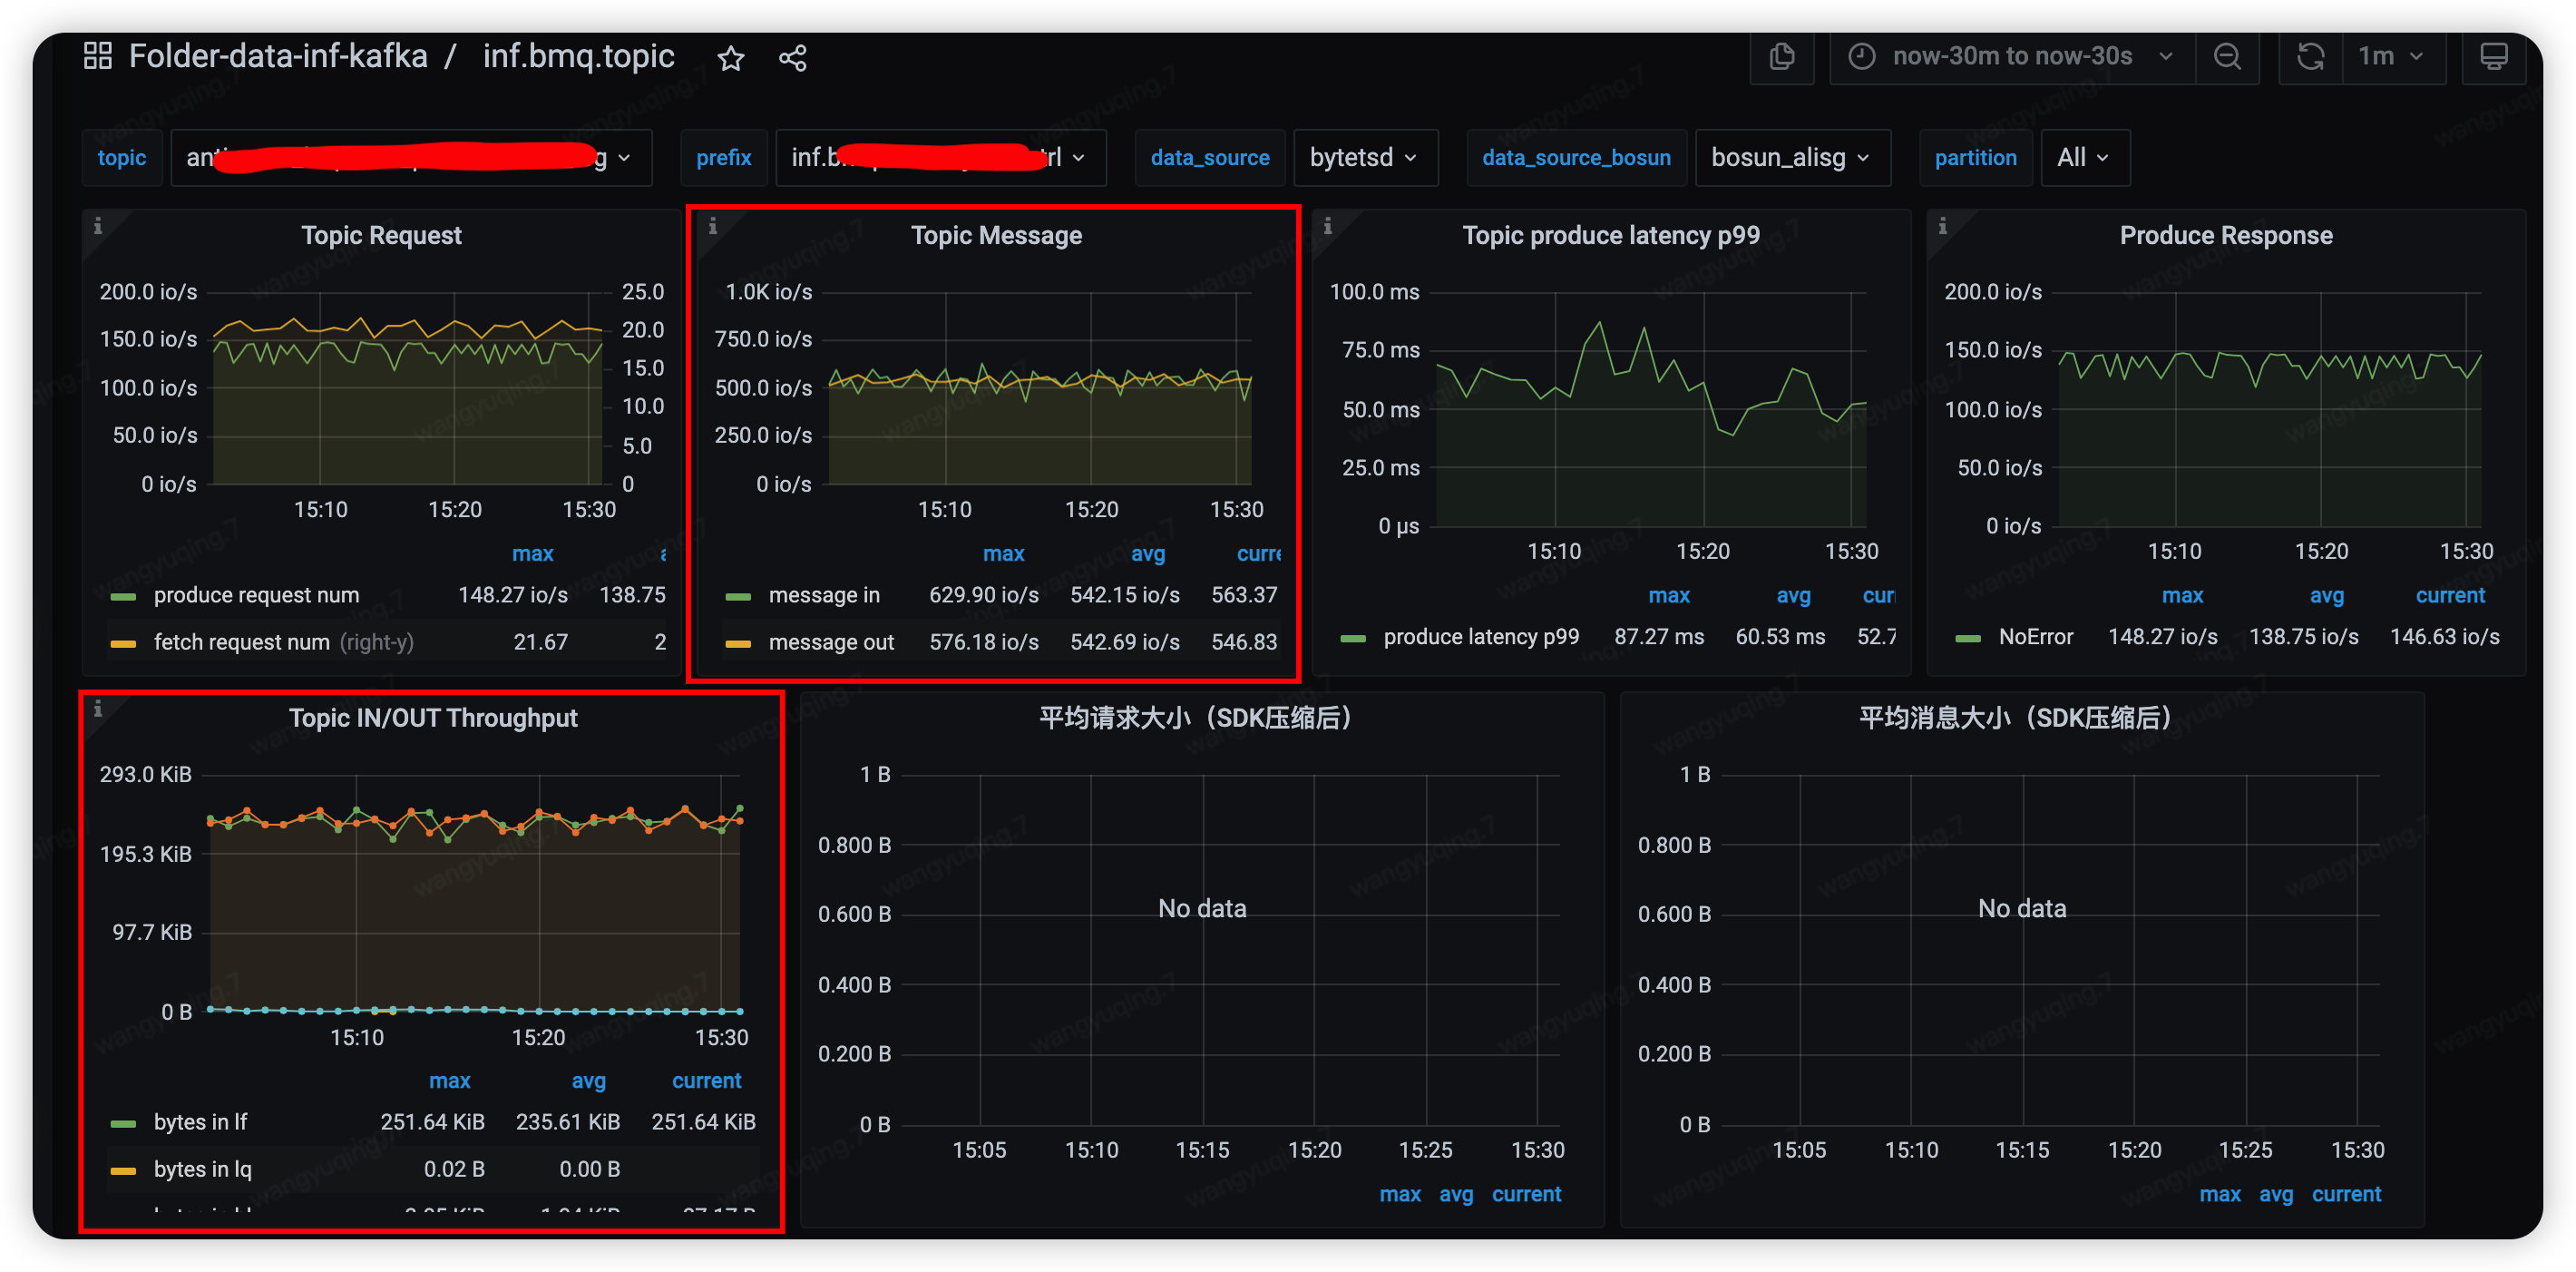 Folder-data-inf-kafka / inf.bmq.topic
now-30m to now-30s
1m
topic
g
prefix
data_source
bytetsd
data_source_bosun
bosun_alisg
partition
All
Topic Request
200.0 io/s
150.0 io/s
100.0 io/s
50.0 io/s
0 io/s
25.0
20.0
15.0
10.0
5.0
0
15:10 15:20 15:30
max
produce request num 148.27 io/s 138.75
fetch request num (right-y) 21.67 2
Topic Message
1.0K io/s
750.0 io/s
500.0 io/s
250.0 io/s
0 io/s
15:10 15:20 15:30
max avg curre
message in 629.90 io/s 542.15 io/s 563.37
message out 576.18 io/s 542.69 io/s 546.83
Topic produce latency p99
100.0 ms
75.0 ms
50.0 ms
25.0 ms
0 µs
15:10 15:20 15:30
max avg cur
produce latency p99 87.27 ms 60.53 ms 52.7
Produce Response
200.0 io/s
150.0 io/s
100.0 io/s
50.0 io/s
0 io/s
15:10 15:20 15:30
max avg current
NoError 148.27 io/s 138.75 io/s 146.63 io/s
Topic IN/OUT Throughput
293.0 KiB
195.3 KiB
97.7 KiB
0 B
15:10 15:20 15:30
max avg current
bytes in lf 251.64 KiB 235.61 KiB 251.64 KiB
bytes in lq 0.02 B 0.00 B
平均请求大小（SDK压缩后）
1 B
0.800 B
0.600 B
0.400 B
0.200 B
0 B
No data
15:05 15:10 15:15 15:20 15:25 15:30
max avg current
平均消息大小（SDK压缩后）
1 B
0.800 B
0.600 B
0.400 B
0.200 B
0 B
No data
15:05 15:10 15:15 15:20 15:25 15:30
max avg current
wangyuqing.7